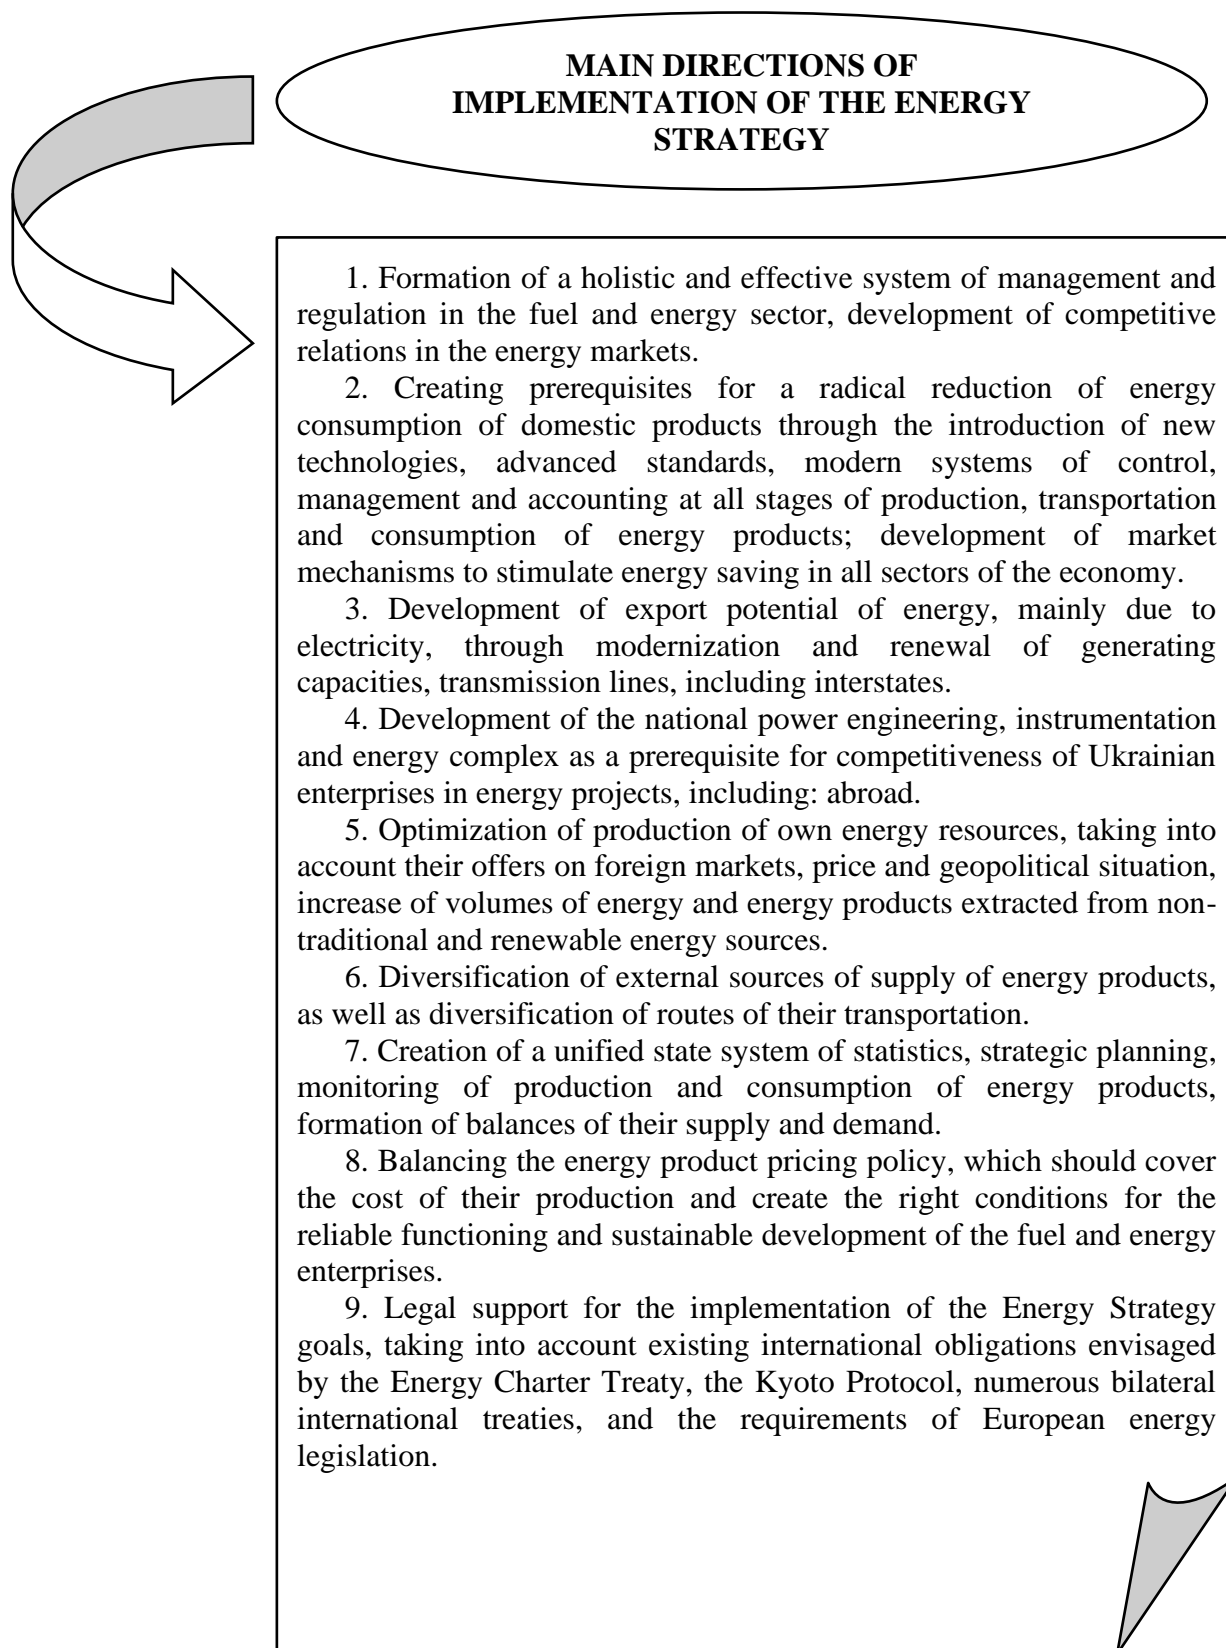 MAIN DIRECTIONS OF
IMPLEMENTATION OF THE ENERGY
STRATEGY
1. Formation of a holistic and effective system of management and
regulation in the fuel and energy sector, development of competitive
relations in the energy markets.
2. Creating prerequisites for a radical reduction of energy
consumption of domestic products through the introduction of new
technologies, advanced standards, modern systems of control,
management and accounting at all stages of production, transportation
and consumption of energy products; development of market
mechanisms to stimulate energy saving in all sectors of the economy.
3. Development of export potential of energy, mainly due to
electricity, through modernization and renewal of generating
capacities, transmission lines, including interstates.
4. Development of the national power engineering, instrumentation
and energy complex as a prerequisite for competitiveness of Ukrainian
enterprises in energy projects, including: abroad.
5. Optimization of production of own energy resources, taking into
account their offers on foreign markets, price and geopolitical situation,
increase of volumes of energy and energy products extracted from non-
traditional and renewable energy sources.
6. Diversification of external sources of supply of energy products,
as well as diversification of routes of their transportation.
7. Creation of a unified state system of statistics, strategic planning,
monitoring of production and consumption of energy products,
formation of balances of their supply and demand.
8. Balancing the energy product pricing policy, which should cover
the cost of their production and create the right conditions for the
reliable functioning and sustainable development of the fuel and energy
enterprises.
9. Legal support for the implementation of the Energy Strategy
goals, taking into account existing international obligations envisaged
by the Energy Charter Treaty, the Kyoto Protocol, numerous bilateral
international treaties, and the requirements of European energy
legislation.